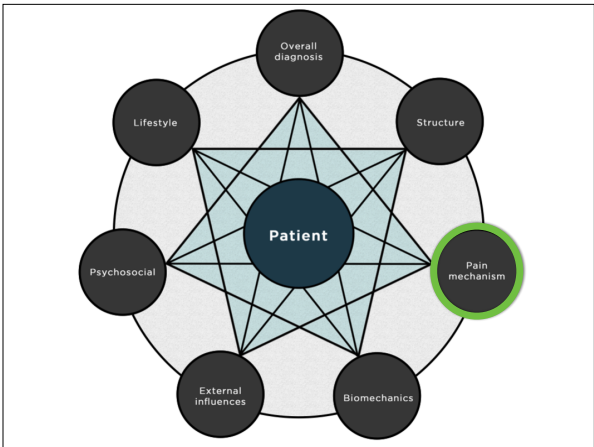 Overall
diagnosis
Lifestyle
Structure
Patient
Psychosocial
Pain
mechanism
External
influences
Biomechanics